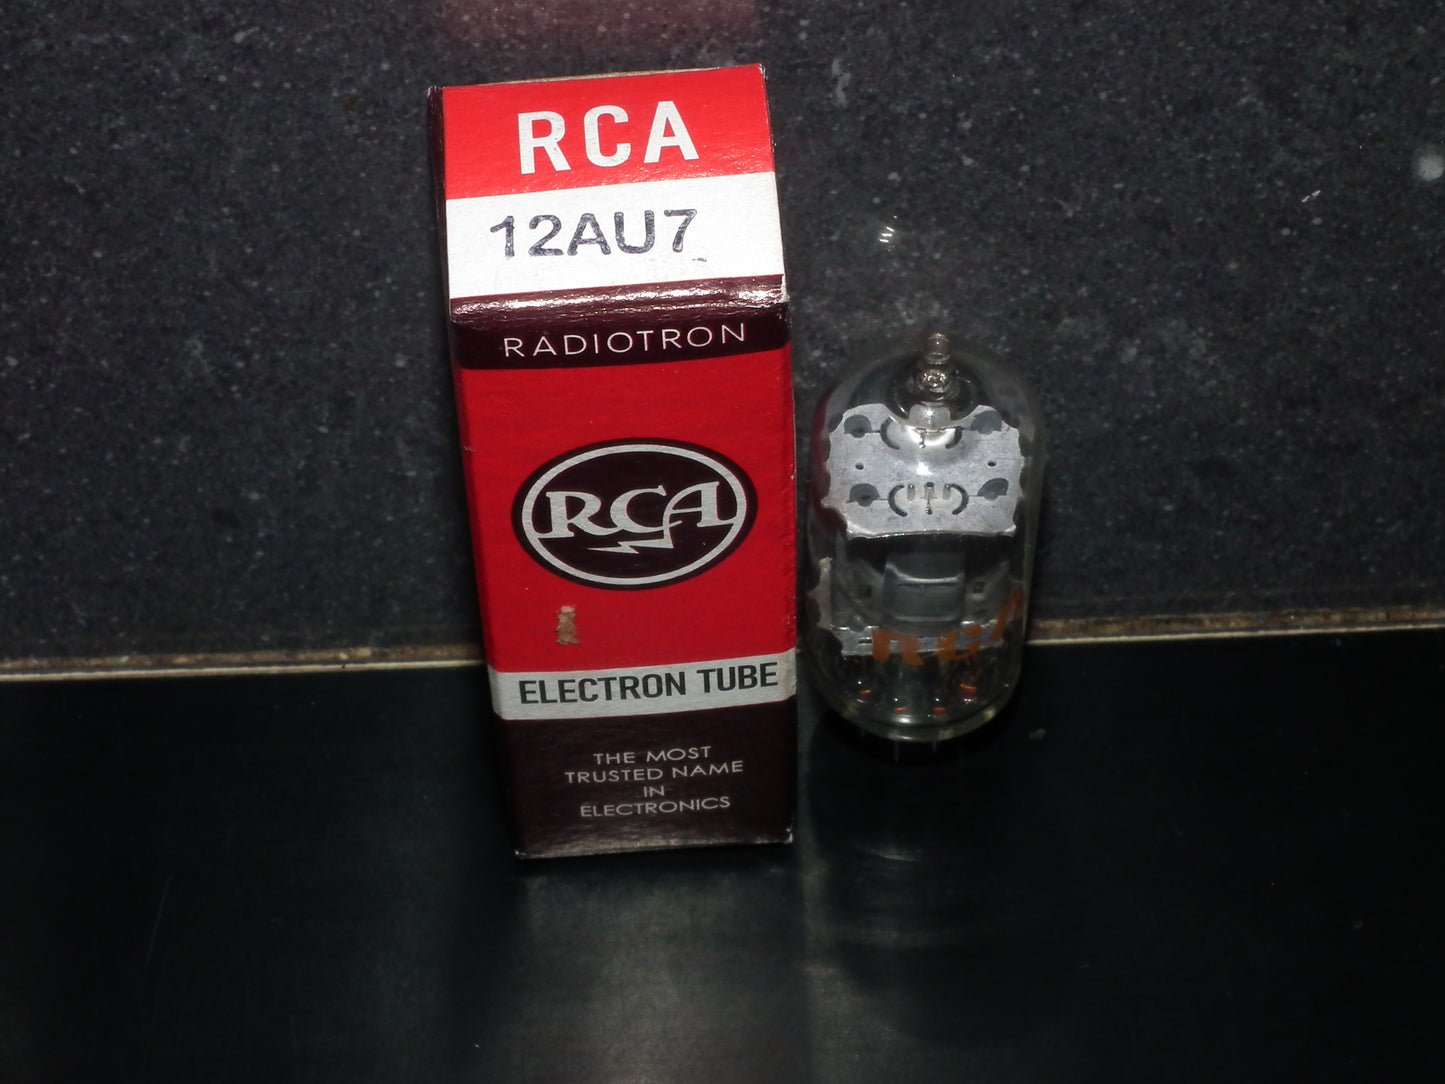 RCA
12AU7
RADIOTRON
RCA
ELECTRON TUBE
THE MOST
TRUSTED NAME
IN
ELECTRONICS
RCA